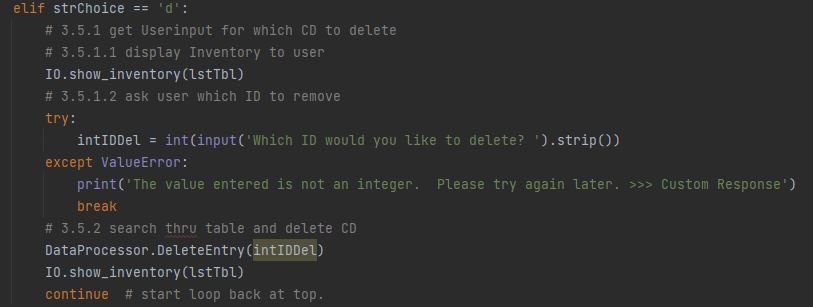 elif strChoice == 'd':
# 3.5.1 get Userinput for which CD to delete
# 3.5.1.1 display Inventory to user
IO.show_inventory(lstTbl)
# 3.5.1.2 ask user which ID to remove
try:
intIDDel = int(input('Which ID would you like to delete? ').strip())
except ValueError:
print('The value entered is not an integer.  Please try again later. >>> Custom Response')
break
# 3.5.2 search thru table and delete CD
DataProcessor.DeleteEntry(intIDDel)
IO.show_inventory(lstTbl)
continue  # start loop back at top.